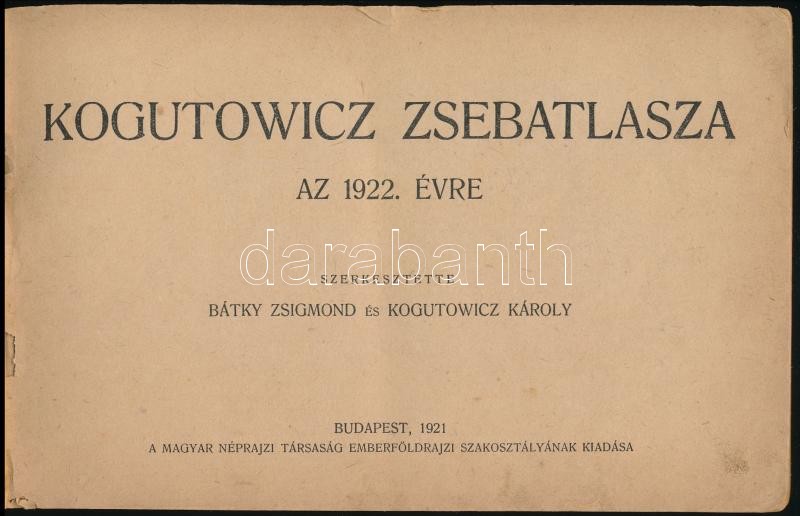 KOGUTOWICZ ZSEBATLASZA
AZ 1922. ÉVRE
darabanth
SZERKESZTETTE
BÁTKY ZSIGMOND ÉS KOGUTOWICZ KÁROLY
BUDAPEST, 1921
A MAGYAR NÉPRAJZI TÁRSASÁG EMBERFÖLDRAJZI SZAKOSZTÁLYÁNAK KIADÁSA